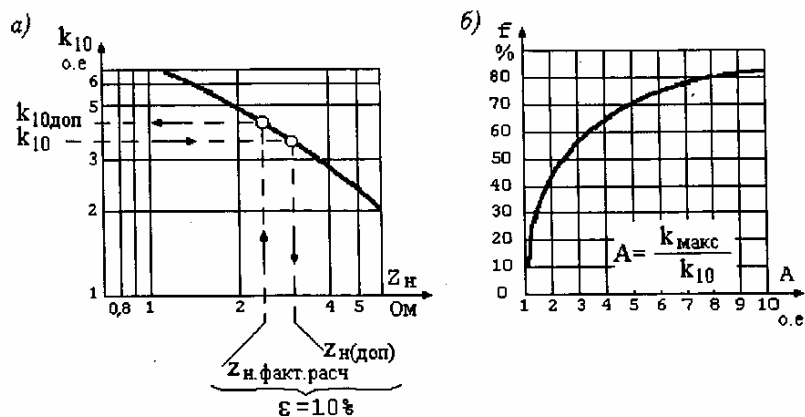 а)
k10
о.е
6
5
k10доп
k10
3
2
1
0,8 1 2 4 5
Zн
Ом
Zн(доп)
Zн.факт.расч
ε=10%
б)
f
%
80
70
60
50
40
30
20
10
0
A= kмакс / k10
A
1 2 3 4 5 6 7 8 9 10
о.е